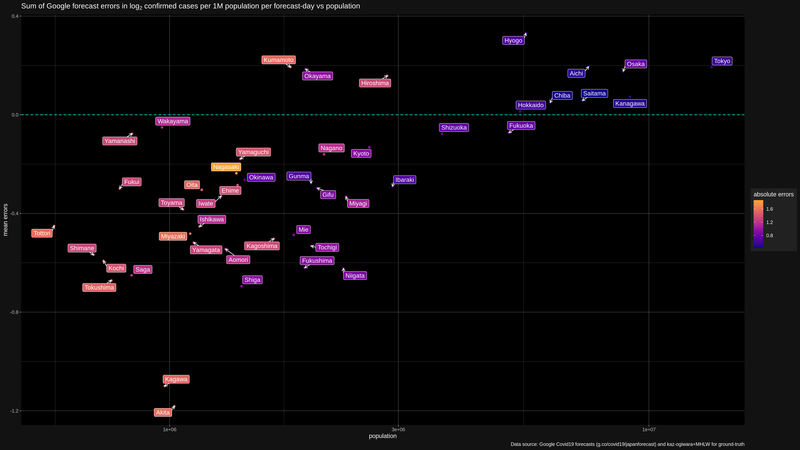 Sum of Google forecast errors in log2 confirmed cases per 1M population per forecast-day vs population
0.4
Hyogo
Kumamoto
Osaka
Tokyo
Okayama
Aichi
Hiroshima
Chiba
Saitama
Hokkaido
Kanagawa
0.0
Wakayama
Shizuoka
Fukuoka
Yamanashi
Nagano
Kyoto
Yamaguchi
Nagasaki
Okinawa
Gunma
Ibaraki
Fukui
Oita
Ehime
Gifu
Toyama
Iwate
Miyagi
-0.4
Ishikawa
Tottori
Miyazaki
Mie
Shimane
Yamagata
Kagoshima
Tochigi
Aomori
Fukushima
Kochi
Saga
Niigata
Tokushima
Shiga
-0.8
Kagawa
-1.2
Akita
mean errors
1e+06
3e+06
1e+07
population
absolute errors
1.6
1.2
0.8
Data source: Google Covid19 forecasts (g.co/covid19/japanforecast) and kaz-ogiwara+MHLW for ground-truth